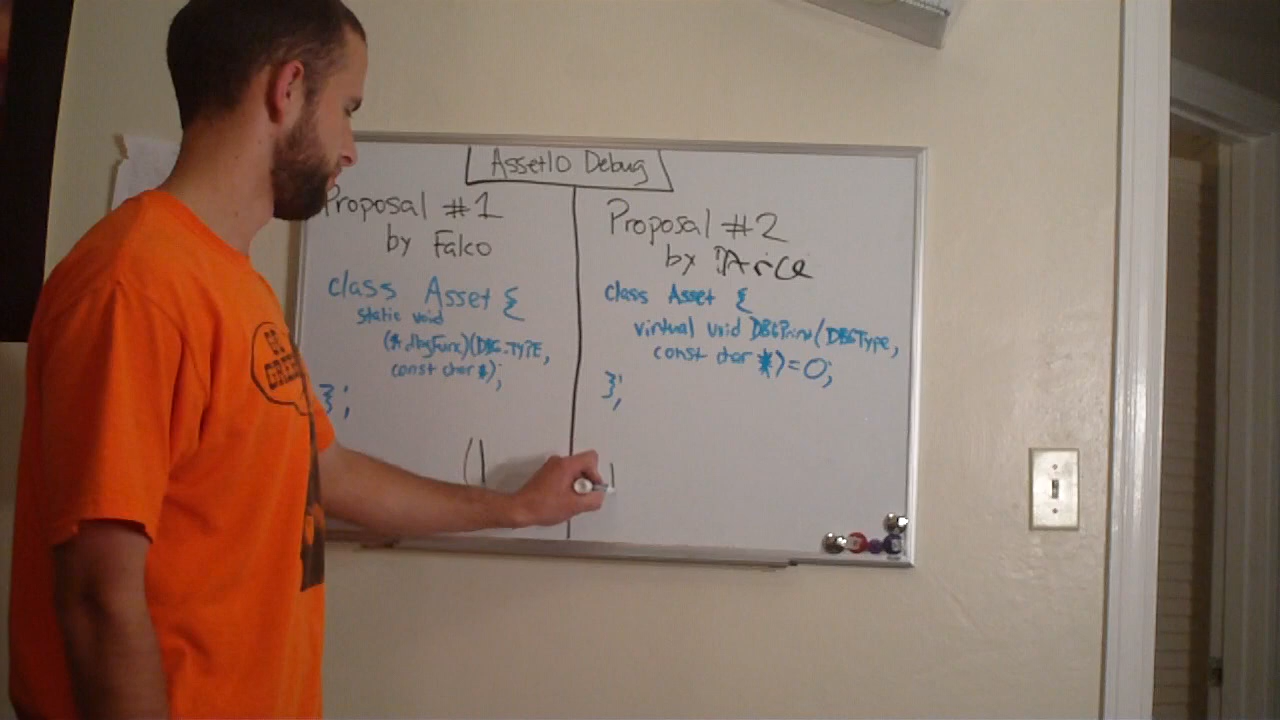 AssetIO Debug
Proposal #1
by Falco
class Asset {
static void
(*dbgFunc)(DBG_TYPE,
const char *);
};
Proposal #2
by
class Asset {
virtual void DBGPrint(DBGType,
const char *)=0;
};
GREEN